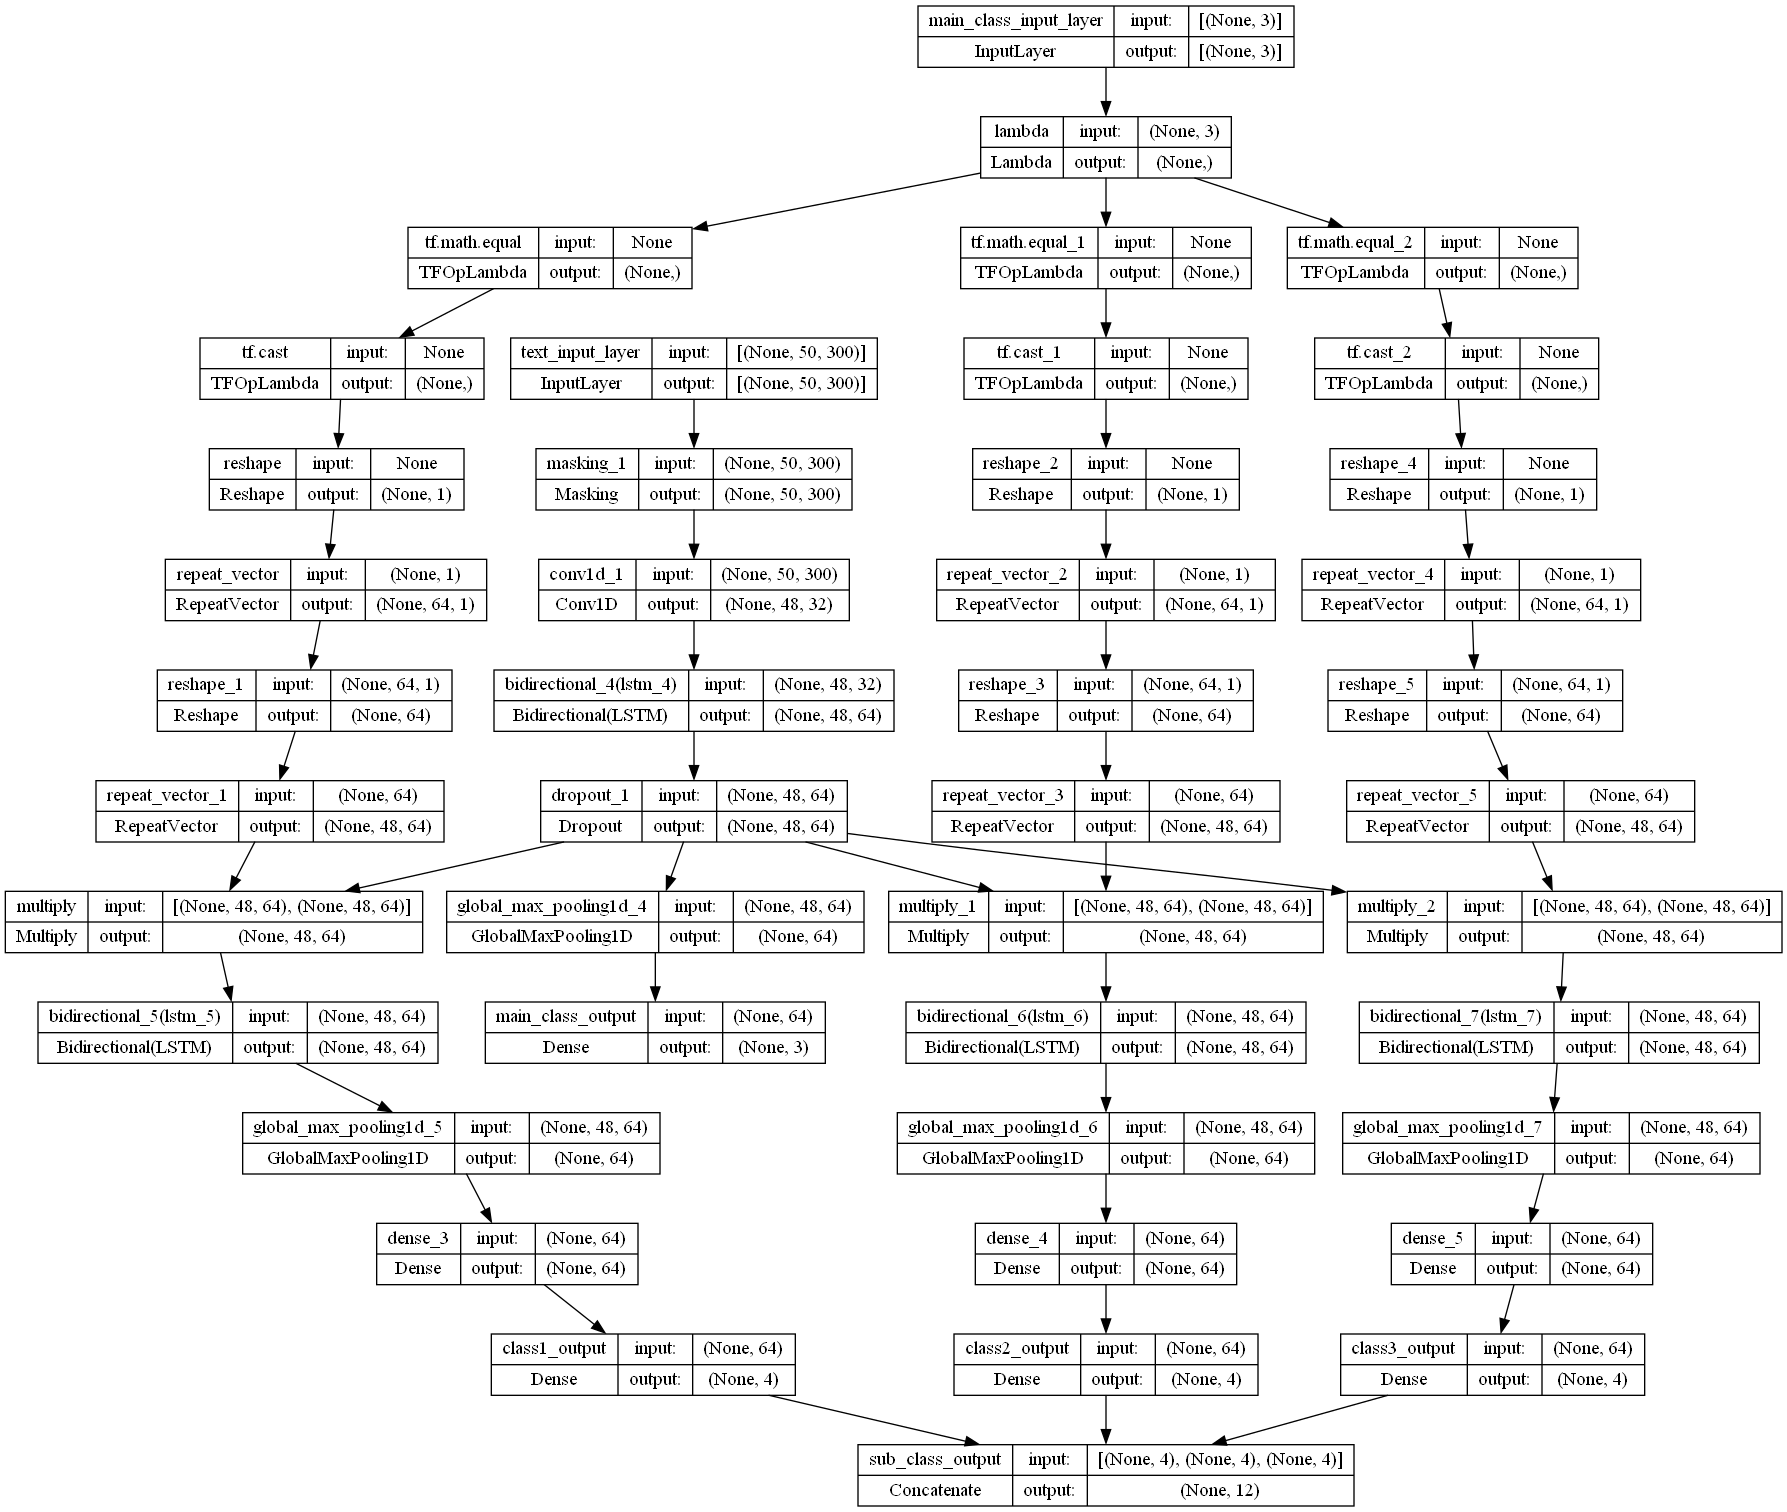 main_class_input_layer input: [(None, 3)]
InputLayer output: [(None, 3)]
lambda input: (None, 3)
Lambda output: (None,)
tf.math.equal input: None
TFOpLambda output: (None,)
tf.math.equal_1 input: None
TFOpLambda output: (None,)
tf.math.equal_2 input: None
TFOpLambda output: (None,)
tf.cast input: None
TFOpLambda output: (None,)
text_input_layer input: [(None, 50, 300)]
InputLayer output: [(None, 50, 300)]
tf.cast_1 input: None
TFOpLambda output: (None,)
tf.cast_2 input: None
TFOpLambda output: (None,)
reshape input: None
Reshape output: (None, 1)
masking_1 input: (None, 50, 300)
Masking output: (None, 50, 300)
reshape_2 input: None
Reshape output: (None, 1)
reshape_4 input: None
Reshape output: (None, 1)
repeat_vector input: (None, 1)
RepeatVector output: (None, 64, 1)
conv1d_1 input: (None, 50, 300)
Conv1D output: (None, 48, 32)
repeat_vector_2 input: (None, 1)
RepeatVector output: (None, 64, 1)
repeat_vector_4 input: (None, 1)
RepeatVector output: (None, 64, 1)
reshape_1 input: (None, 64, 1)
Reshape output: (None, 64)
bidirectional_4(lstm_4) input: (None, 48, 32)
Bidirectional(LSTM) output: (None, 48, 64)
reshape_3 input: (None, 64, 1)
Reshape output: (None, 64)
reshape_5 input: (None, 64, 1)
Reshape output: (None, 64)
repeat_vector_1 input: (None, 64)
RepeatVector output: (None, 48, 64)
dropout_1 input: (None, 48, 64)
Dropout output: (None, 48, 64)
repeat_vector_3 input: (None, 64)
RepeatVector output: (None, 48, 64)
repeat_vector_5 input: (None, 64)
RepeatVector output: (None, 48, 64)
multiply input: [(None, 48, 64), (None, 48, 64)]
Multiply output: (None, 48, 64)
global_max_pooling1d_4 input: (None, 48, 64)
GlobalMaxPooling1D output: (None, 64)
multiply_1 input: [(None, 48, 64), (None, 48, 64)]
Multiply output: (None, 48, 64)
multiply_2 input: [(None, 48, 64), (None, 48, 64)]
Multiply output: (None, 48, 64)
bidirectional_5(lstm_5) input: (None, 48, 64)
Bidirectional(LSTM) output: (None, 48, 64)
main_class_output input: (None, 64)
Dense output: (None, 3)
bidirectional_6(lstm_6) input: (None, 48, 64)
Bidirectional(LSTM) output: (None, 48, 64)
bidirectional_7(lstm_7) input: (None, 48, 64)
Bidirectional(LSTM) output: (None, 48, 64)
global_max_pooling1d_5 input: (None, 48, 64)
GlobalMaxPooling1D output: (None, 64)
global_max_pooling1d_6 input: (None, 48, 64)
GlobalMaxPooling1D output: (None, 64)
global_max_pooling1d_7 input: (None, 48, 64)
GlobalMaxPooling1D output: (None, 64)
dense_3 input: (None, 64)
Dense output: (None, 64)
dense_4 input: (None, 64)
Dense output: (None, 64)
dense_5 input: (None, 64)
Dense output: (None, 64)
class1_output input: (None, 64)
Dense output: (None, 4)
class2_output input: (None, 64)
Dense output: (None, 4)
class3_output input: (None, 64)
Dense output: (None, 4)
sub_class_output input: [(None, 4), (None, 4), (None, 4)]
Concatenate output: (None, 12)